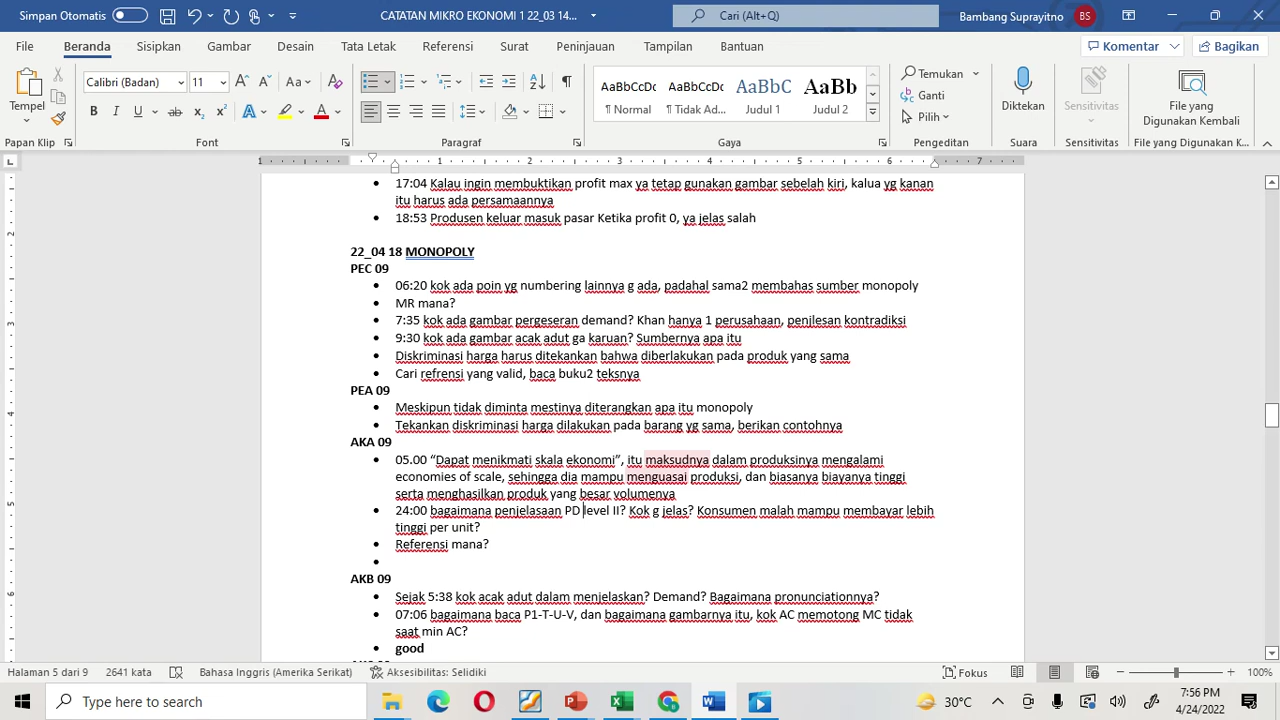 Simpan Otomatis
CATATAN MIKRO EKONOMI 1 22_03 14...
Cari (Alt+Q)
Bambang Suprayitno
BS
File Beranda Sisipkan Gambar Desain Tata Letak Referensi Surat Peninjauan Tampilan Bantuan
Komentar
Bagikan
Tempel
Calibri (Badan) 11
AaBbCcDc AaBbCcDc AaBbC AaBb
¶ Normal ¶ Tidak Ad... Judul 1 Judul 2
Temukan
Ganti
Pilih
Diktekan
Sensitivitas
File yang
Digunakan Kembali
Papan Klip Font Paragraf Gaya Pengeditan Suara Sensitivitas File yang Digunakan K...
1 1 2 3 4 5 6 7
• 17:04 Kalau ingin membuktikan profit max ya tetap gunakan gambar sebelah kiri, kalua yg kanan
itu harus ada persamaannya
• 18:53 Produsen keluar masuk pasar Ketika profit 0, ya jelas salah
22_04 18 MONOPOLY
PEC 09
• 06:20 kok ada poin yg numbering lainnya g ada, padahal sama2 membahas sumber monopoly
• MR mana?
• 7:35 kok ada gambar pergeseran demand? Khan hanya 1 perusahaan, penjlesan kontradiksi
• 9:30 kok ada gambar acak adut ga karuan? Sumbernya apa itu
• Diskriminasi harga harus ditekankan bahwa diberlakukan pada produk yang sama
• Cari refrensi yang valid, baca buku2 teksnya
PEA 09
• Meskipun tidak diminta mestinya diterangkan apa itu monopoly
• Tekankan diskriminasi harga dilakukan pada barang yg sama, berikan contohnya
AKA 09
• 05.00 “Dapat menikmati skala ekonomi”, itu maksudnya dalam produksinya mengalami
economies of scale, sehingga dia mampu menguasai produksi, dan biasanya biayanya tinggi
serta menghasilkan produk yang besar volumenya
• 24:00 bagaimana penjelasaan PD level II? Kok g jelas? Konsumen malah mampu membayar lebih
tinggi per unit?
• Referensi mana?
•
AKB 09
• Sejak 5:38 kok acak adut dalam menjelaskan? Demand? Bagaimana pronunciationnya?
• 07:06 bagaimana baca P1-T-U-V, dan bagaimana gambarnya itu, kok AC memotong MC tidak
saat min AC?
• good
Halaman 5 dari 9 2641 kata Bahasa Inggris (Amerika Serikat) Aksesibilitas: Selidiki Fokus 100%
Type here to search
30°C
7:56 PM
4/24/2022